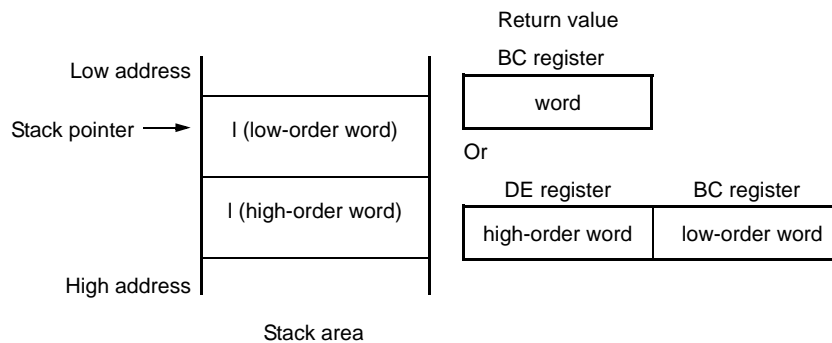 Return value
BC register
Low address
word
Stack pointer
l (low-order word)
Or
DE register BC register
l (high-order word)
high-order word low-order word
High address
Stack area